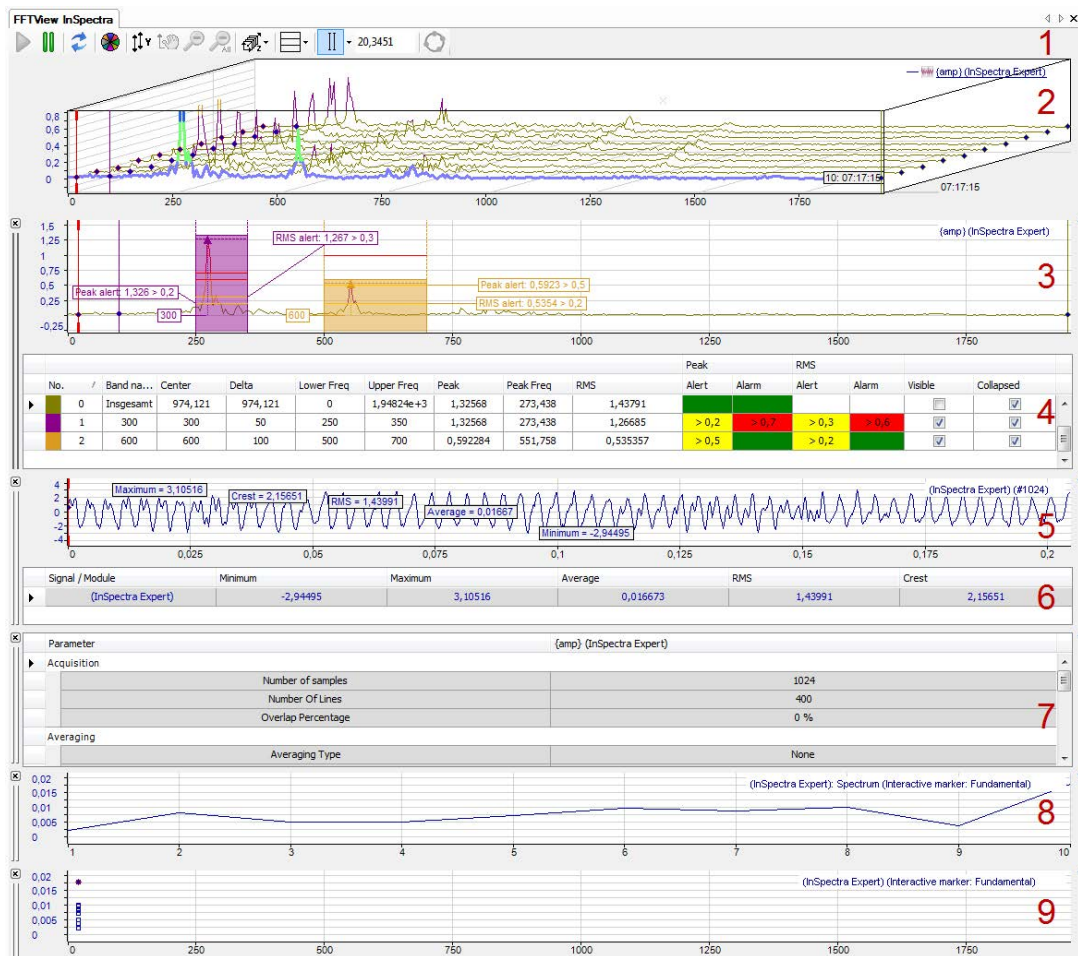 FFTView InSpectra
Y All Z 20,3451 1
{amp} (InSpectra Expert)
2
0,8
0,6
0,4
0,2
0
10: 07:17:15
07:17:15
0 250 500 750 1000 1250 1500 1750
{amp} (InSpectra Expert)
1,5
1,25
1
0,75
0,5
0,25
0
-0,25
RMS alert: 1,267 > 0,3
Peak alert: 1,326 > 0,2
Peak alert: 0,5923 > 0,5
RMS alert: 0,5354 > 0,2
300
600
3
0 250 500 750 1000 1250 1500 1750
Peak RMS
No. / Band na... Center Delta Lower Freq Upper Freq Peak Peak Freq RMS Alert Alarm Alert Alarm Visible Collapsed
0 Insgesamt 974,121 974,121 0 1,94824e+3 1,32568 273,438 1,43791
1 300 300 50 250 350 1,32568 273,438 1,26685 > 0,2 > 0,7 > 0,3 > 0,6
2 600 600 100 500 700 0,592284 551,758 0,535357 > 0,5 > 0,2
4
4
2
0
-2
-4
Maximum = 3,10516
Crest = 2,15651
RMS = 1,43991
Average = 0,01667
Minimum = -2,94495
(InSpectra Expert) (#1024)
5
0 0,025 0,05 0,075 0,1 0,125 0,15 0,175 0,2
Signal / Module Minimum Maximum Average RMS Crest
(InSpectra Expert) -2,94495 3,10516 0,016673 1,43991 2,15651
6
Parameter {amp} (InSpectra Expert)
Acquisition
Number of samples 1024
Number Of Lines 400
Overlap Percentage 0 %
7
Averaging
Averaging Type None
(InSpectra Expert): Spectrum (Interactive marker: Fundamental)
0,02
0,015
0,01
0,005
0
8
1 2 3 4 5 6 7 8 9 10
(InSpectra Expert) (Interactive marker: Fundamental)
0,02
0,015
0,01
0,005
0
9
0 250 500 750 1000 1250 1500 1750